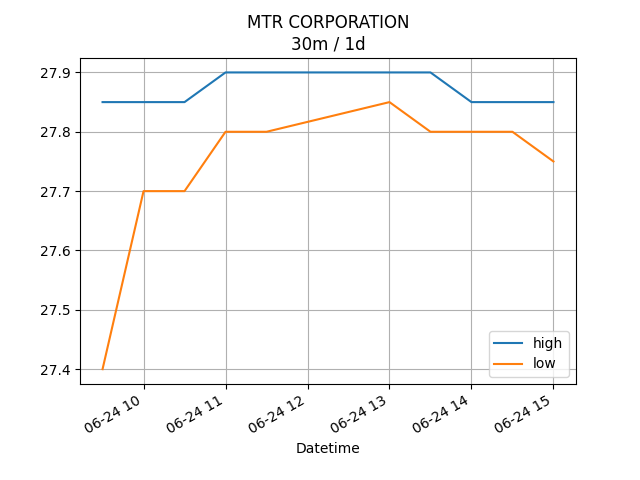 MTR CORPORATION
30m / 1d
27.9
27.8
27.7
27.6
27.5
27.4
high
low
06-24 10
06-24 11
06-24 12
06-24 13
06-24 14
06-24 15
Datetime